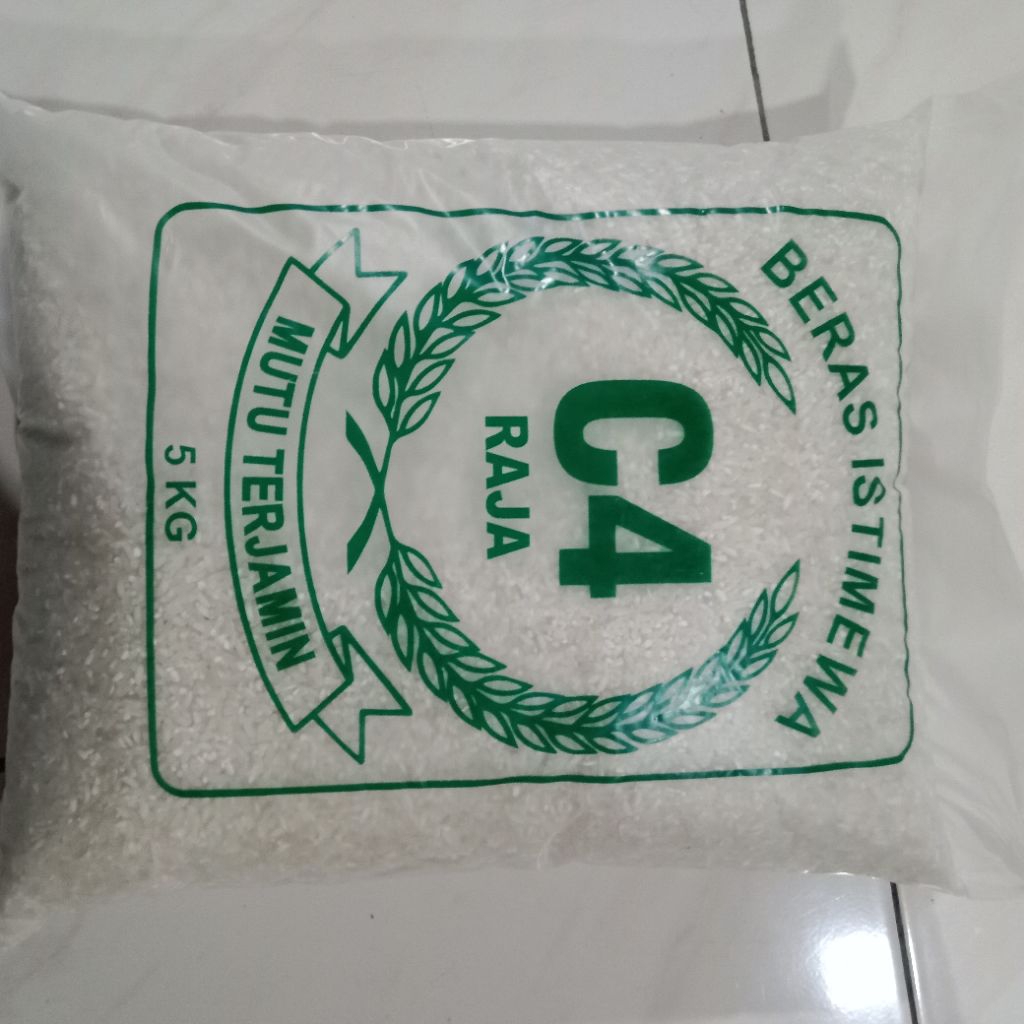 BERAS ISTIMEWA
C4
RAJA
MUTU TERJAMIN
5 KG